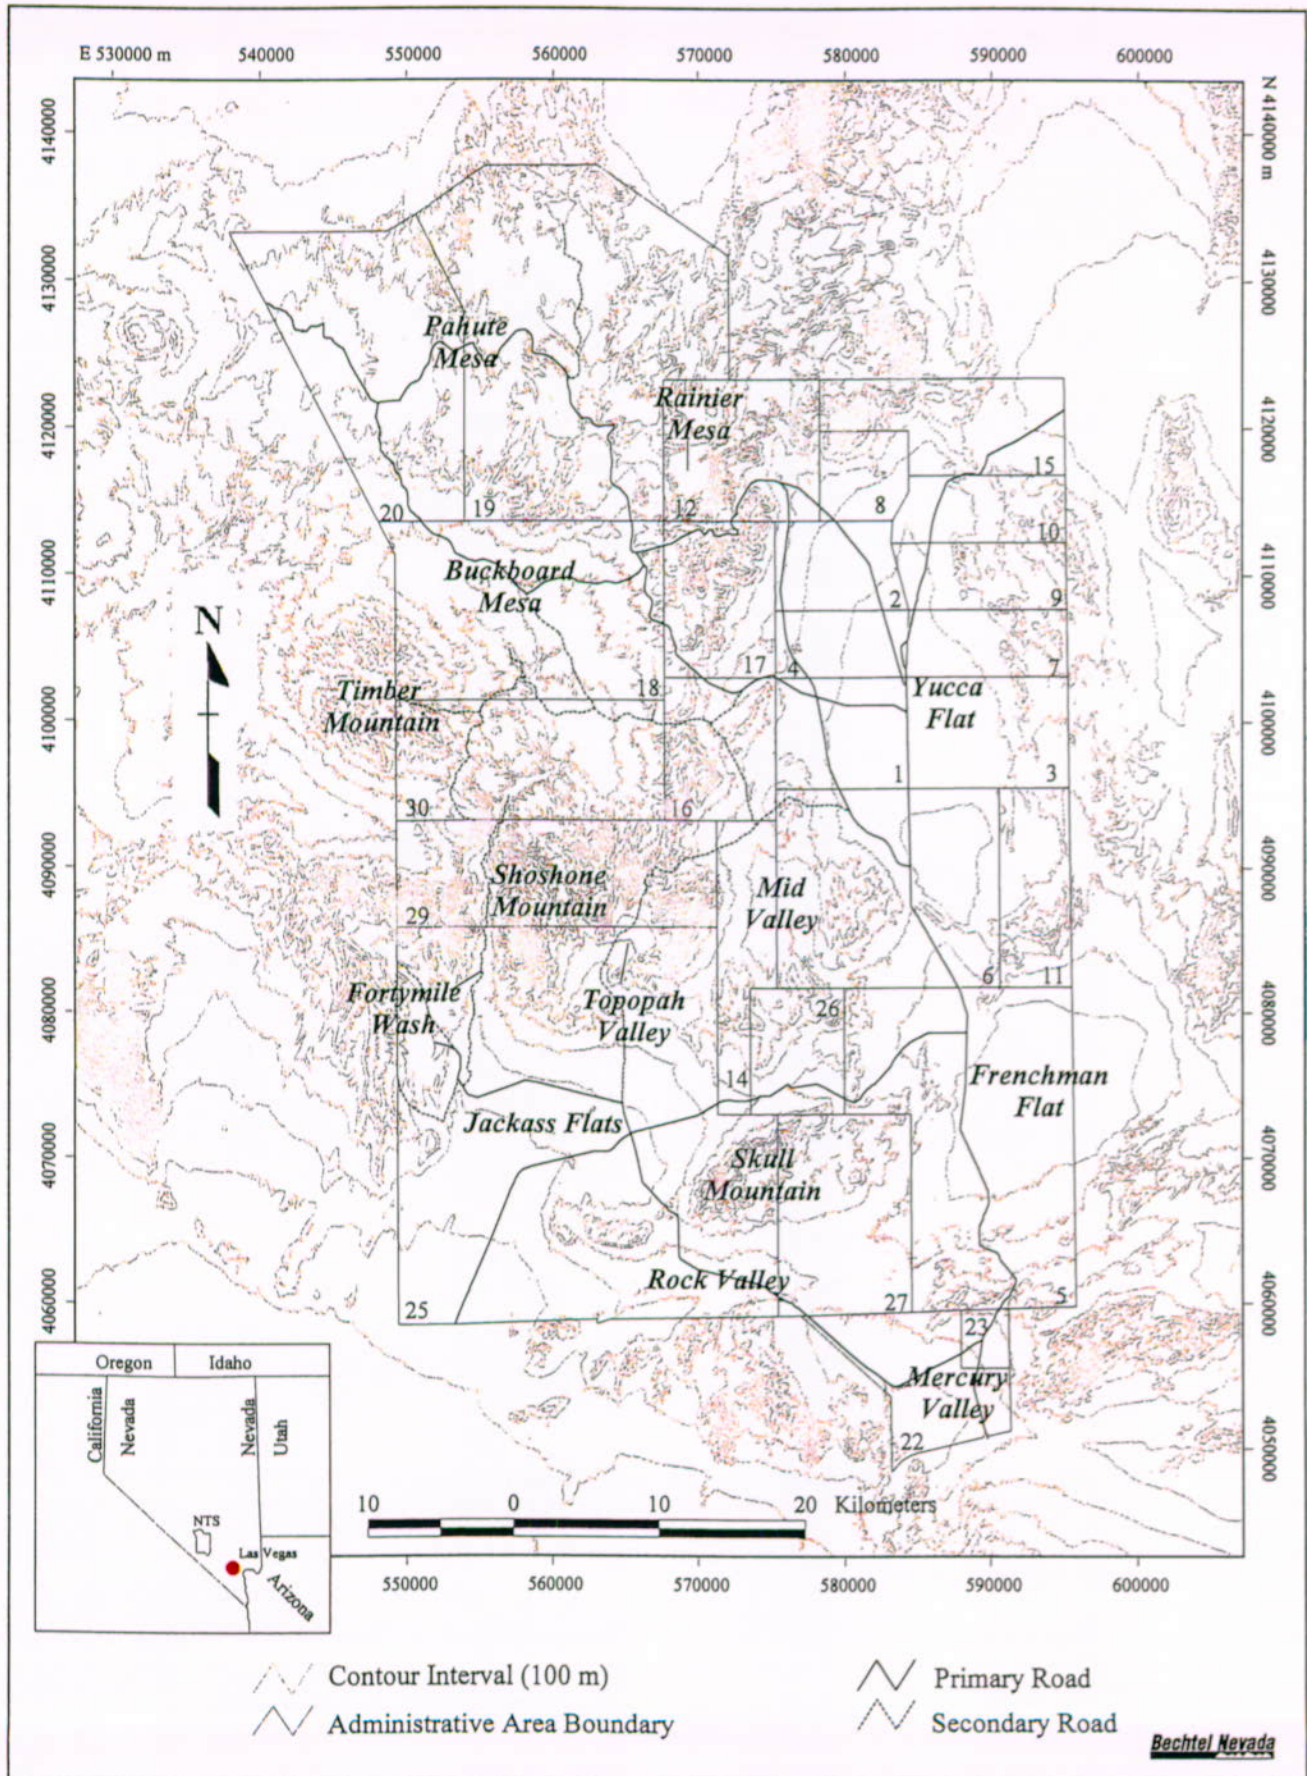 E 530000 m 540000 550000 560000 570000 580000 590000 600000
N 4140000 m
4130000
4120000
4110000
4100000
4090000
4080000
4070000
4060000
4050000
4140000
4130000
4120000
4110000
4100000
4090000
4080000
4070000
4060000
Pahute
Mesa
Rainier
Mesa
15
20 19 12 8
10
Buckboard
Mesa
2 9
N
17 4 7
18
Timber
Mountain
Yucca
Flat
30 16 1 3
Shoshone
Mountain
Mid
Valley
29
6 11
Fortymile
Wash
Topopah
Valley
26
14
Frenchman
Flat
Jackass Flats
Skull
Mountain
Rock Valley
25 27 5
23
Mercury
Valley
22
Oregon Idaho
California
Nevada
Nevada
Utah
NTS
Las Vegas
Arizona
10 0 10 20 Kilometers
550000 560000 570000 580000 590000 600000
Contour Interval (100 m)
Primary Road
Administrative Area Boundary
Secondary Road
Bechtel Nevada